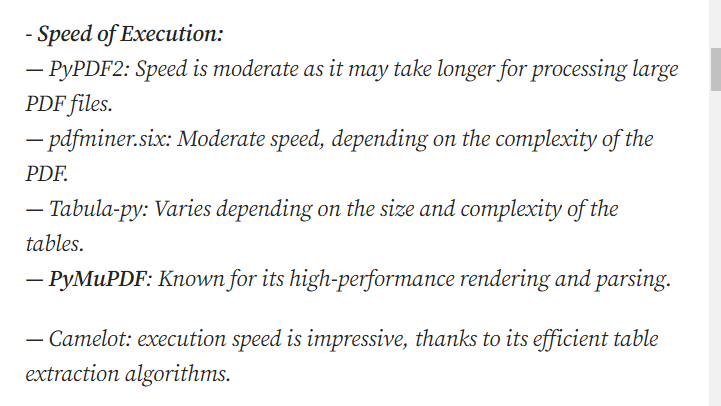 - Speed of Execution:
— PyPDF2: Speed is moderate as it may take longer for processing large
PDF files.
— pdfminer.six: Moderate speed, depending on the complexity of the
PDF.
— Tabula-py: Varies depending on the size and complexity of the
tables.
— PyMuPDF: Known for its high-performance rendering and parsing.
— Camelot: execution speed is impressive, thanks to its efficient table
extraction algorithms.